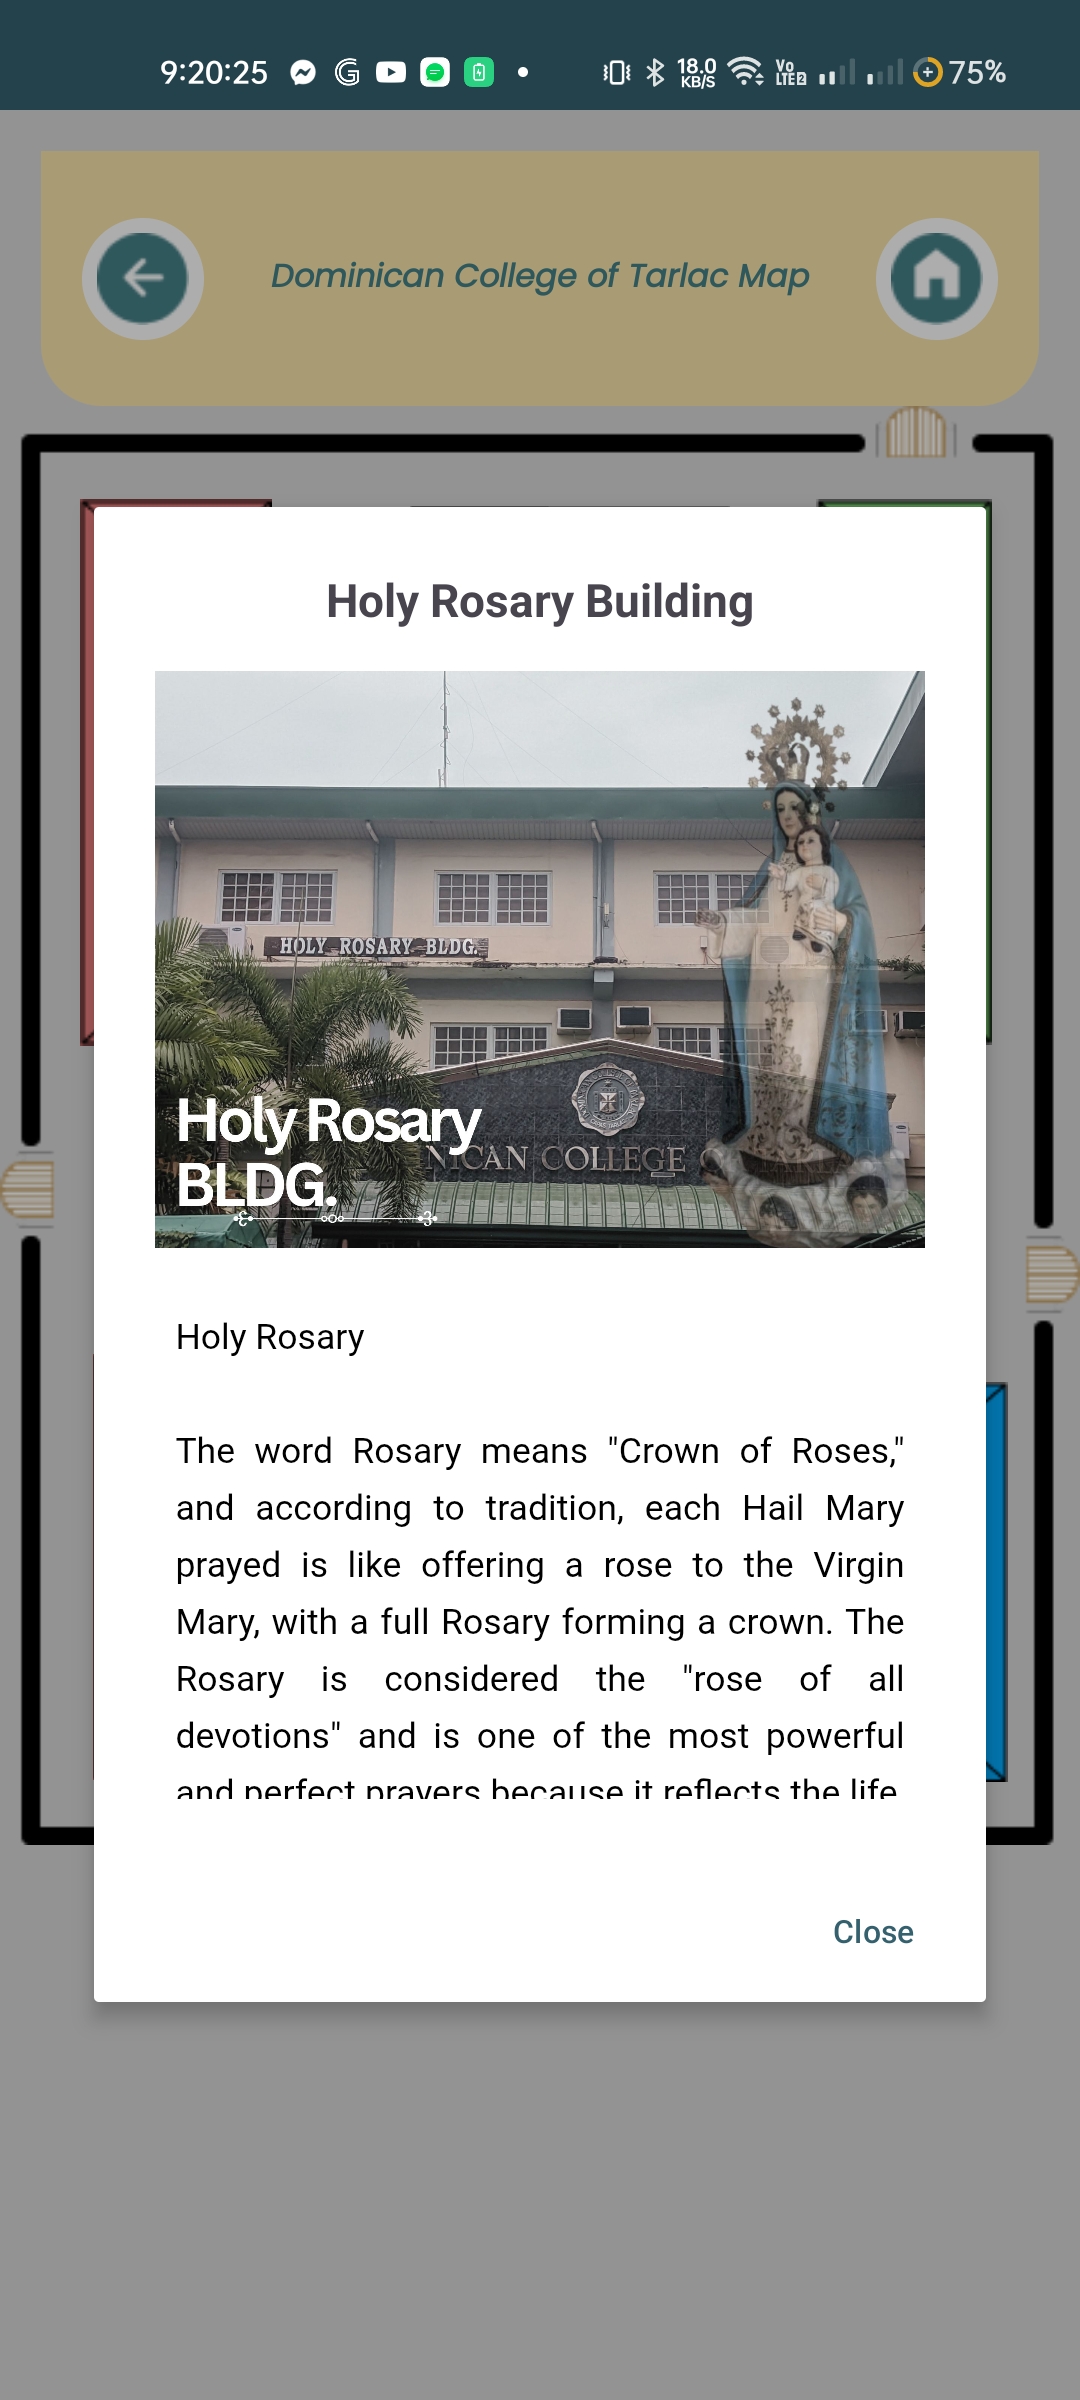 9:20:25 18.0 KB/S Vo LTE2 75%
Dominican College of Tarlac Map
Holy Rosary Building
HOLY ROSARY BLDG.
Holy Rosary
BLDG.
NICAN COLLEGE
Holy Rosary
The word Rosary means "Crown of Roses,"
and according to tradition, each Hail Mary
prayed is like offering a rose to the Virgin
Mary, with a full Rosary forming a crown. The
Rosary is considered the "rose of all
devotions" and is one of the most powerful
and perfect prayers because it reflects the life
Close